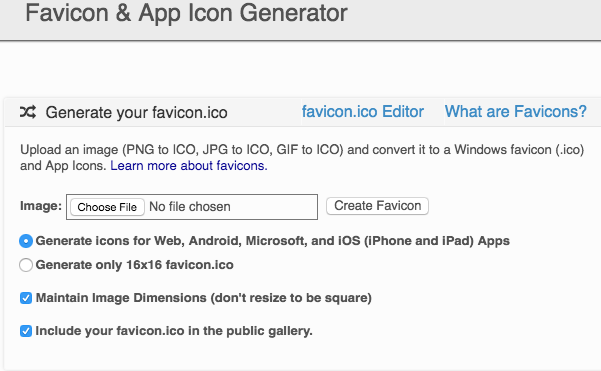 Favicon & App Icon Generator
Generate your favicon.ico
favicon.ico Editor
What are Favicons?
Upload an image (PNG to ICO, JPG to ICO, GIF to ICO) and convert it to a Windows favicon (.ico)
and App Icons. Learn more about favicons.
Image: Choose File No file chosen Create Favicon
Generate icons for Web, Android, Microsoft, and iOS (iPhone and iPad) Apps
Generate only 16x16 favicon.ico
Maintain Image Dimensions (don't resize to be square)
Include your favicon.ico in the public gallery.